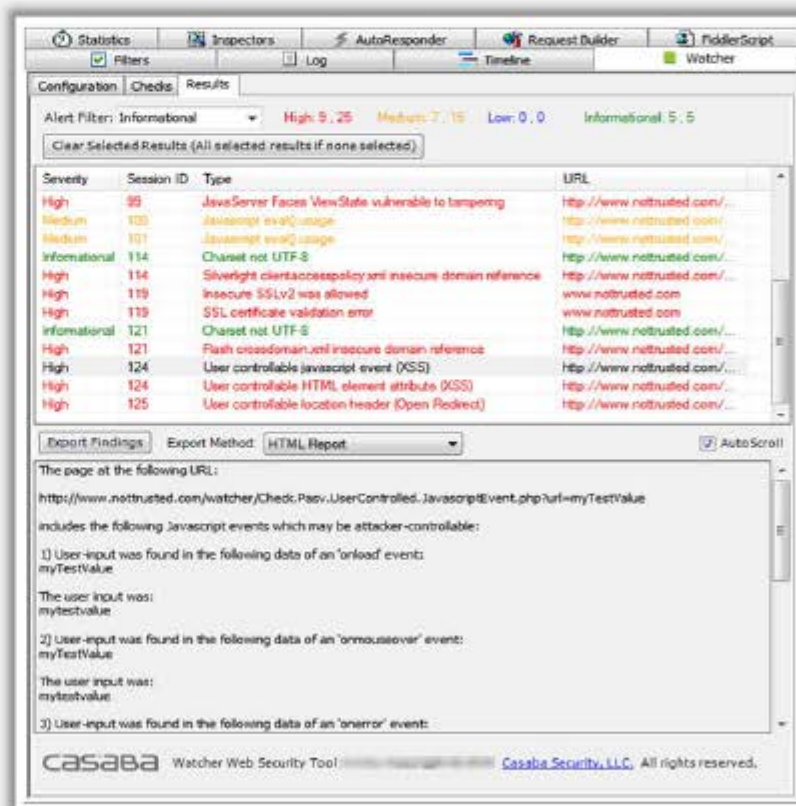 Statistics Inspectors AutoResponder Request Builder FiddlerScript
Filters Log Timeline Watcher
Configuration Checks Results
Alert Filter: Informational High: 9 , 25 Medium: 7 , 15 Low: 0 , 0 Informational: 5 , 5
Clear Selected Results (All selected results if none selected)
Severity Session ID Type URL
High 99 JavaServer Faces ViewState vulnerable to tampering http://www.nottrusted.com/...
Medium 100 Javascript eval() usage http://www.nottrusted.com/...
Medium 101 Javascript eval() usage http://www.nottrusted.com/...
Informational 114 Charset not UTF-8 http://www.nottrusted.com/...
High 114 Silverlight clientaccesspolicy.xml insecure domain reference http://www.nottrusted.com/...
High 119 Insecure SSLv2 was allowed www.nottrusted.com
High 119 SSL certificate validation error www.nottrusted.com
Informational 121 Charset not UTF-8 http://www.nottrusted.com/...
High 121 Flash crossdomain.xml insecure domain reference http://www.nottrusted.com/...
High 124 User controllable javascript event (XSS) http://www.nottrusted.com/...
High 124 User controllable HTML element attribute (XSS) http://www.nottrusted.com/...
High 125 User controllable location header (Open Redirect) http://www.nottrusted.com/...
Export Findings Export Method: HTML Report AutoScroll
The page at the following URL:
http://www.nottrusted.com/watcher/Check.Pasv.UserControlled.JavascriptEvent.php?url=myTestValue
includes the following Javascript events which may be attacker-controllable:
1) User-input was found in the following data of an 'onload' event:
myTestValue
The user input was:
mytestvalue
2) User-input was found in the following data of an 'onmouseover' event:
myTestValue
The user input was:
mytestvalue
3) User-input was found in the following data of an 'onerror' event:
casaba Watcher Web Security Tool Casaba Security, LLC. All rights reserved.